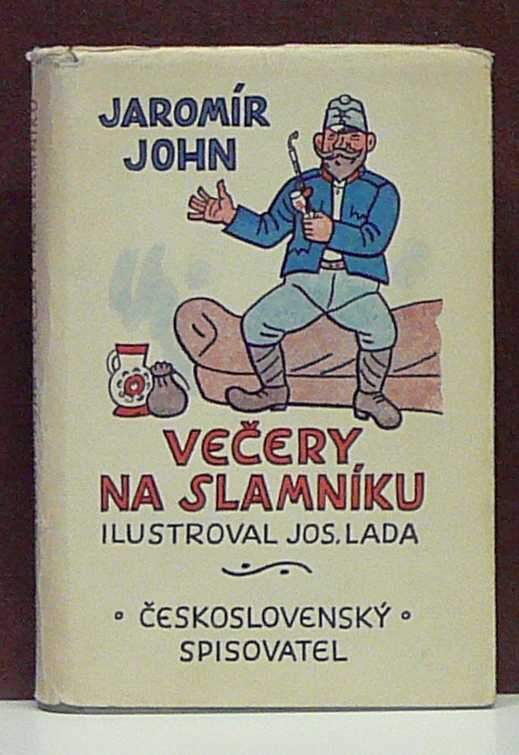 JAROMÍR
JOHN
VEČERY
NA SLAMNÍKU
ILUSTROVAL JOS. LADA
ČESKOSLOVENSKÝ
SPISOVATEL